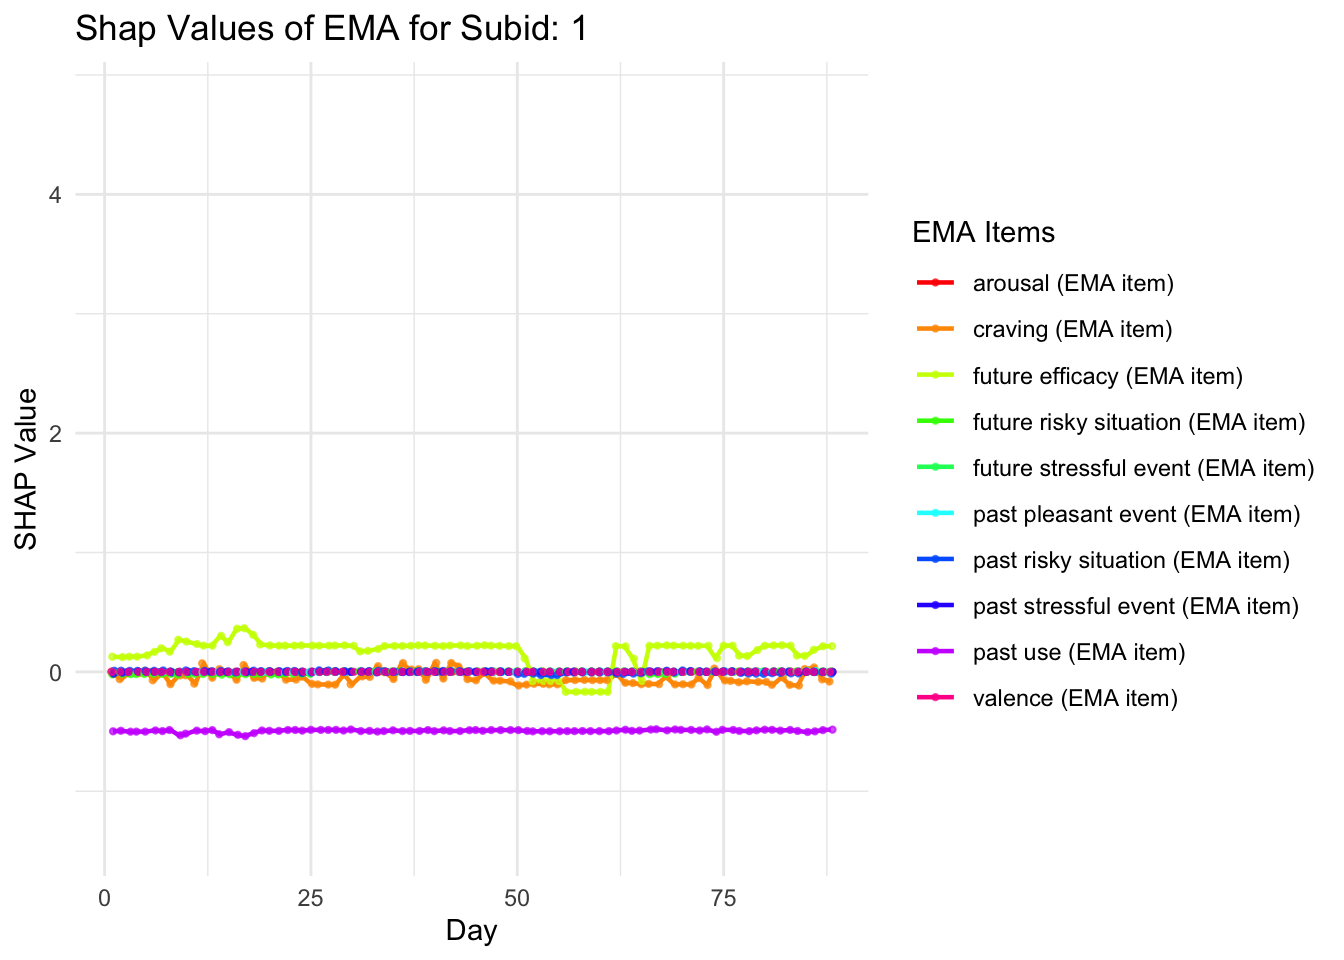 Shap Values of EMA for Subid: 1
4
2
0
SHAP Value
0
25
50
75
Day
EMA Items
arousal (EMA item)
craving (EMA item)
future efficacy (EMA item)
future risky situation (EMA item)
future stressful event (EMA item)
past pleasant event (EMA item)
past risky situation (EMA item)
past stressful event (EMA item)
past use (EMA item)
valence (EMA item)